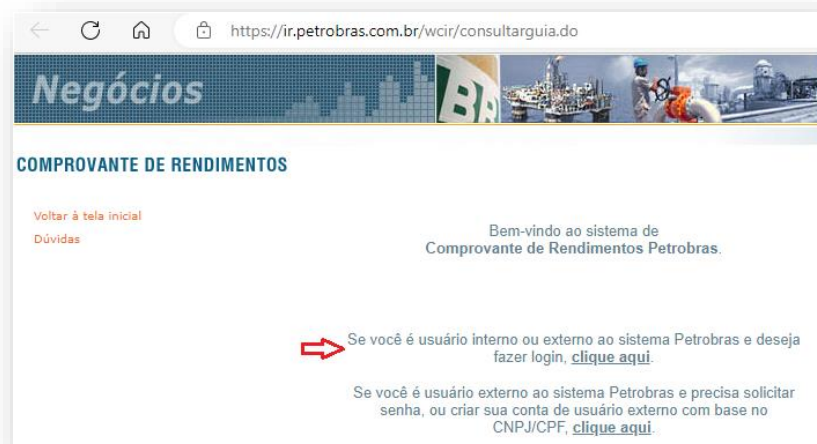 https://ir.petrobras.com.br/wcir/consultarguia.do
Negócios
BR
COMPROVANTE DE RENDIMENTOS
Voltar à tela inicial
Dúvidas
Bem-vindo ao sistema de
Comprovante de Rendimentos Petrobras.
Se você é usuário interno ou externo ao sistema Petrobras e deseja
fazer login, clique aqui.
Se você é usuário externo ao sistema Petrobras e precisa solicitar
senha, ou criar sua conta de usuário externo com base no
CNPJ/CPF, clique aqui.